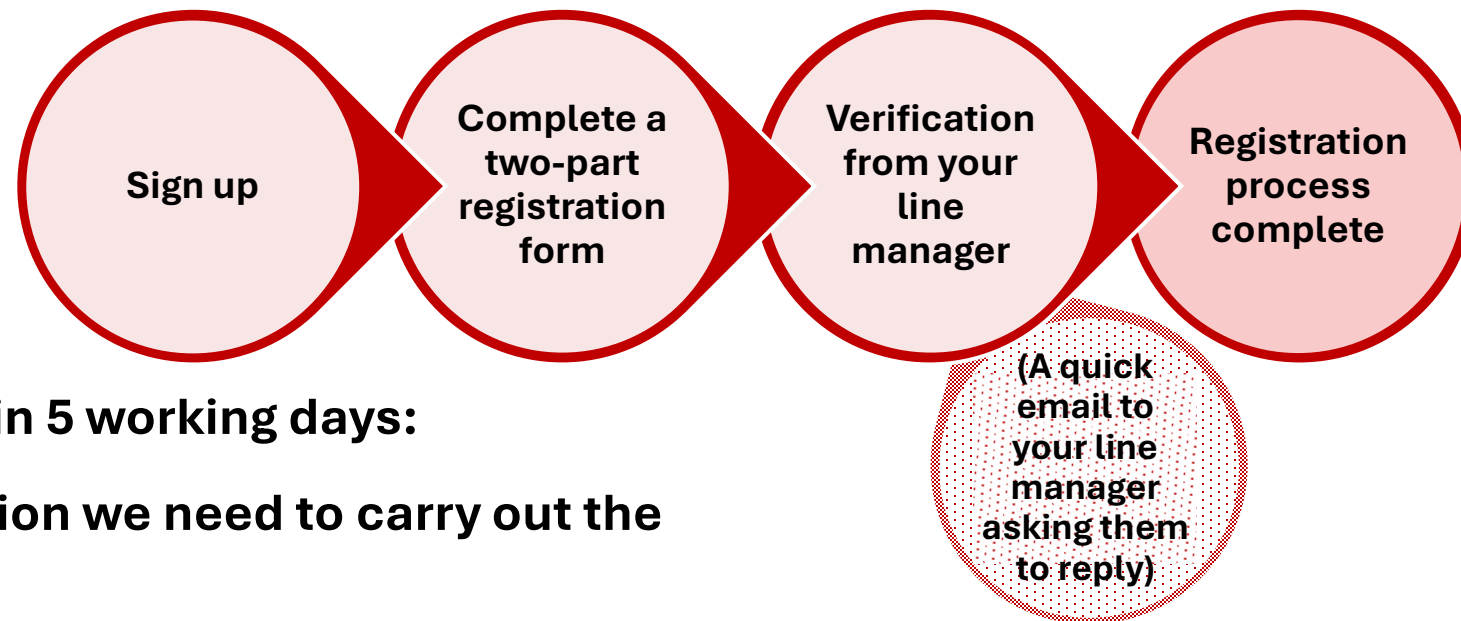 Sign up
Complete a
two-part
registration
form
Verification
from your
line
manager
Registration
process
complete
(A quick
email to
your line
manager
asking them
to reply)
in 5 working days:
ion we need to carry out the